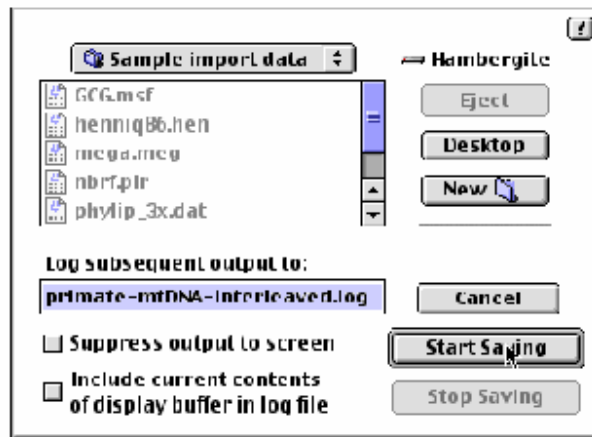 Sample import data
Hambergite
GCG.msf
hennig86.hen
mega.meg
nbrf.pir
phylip_3x.dat
Eject
Desktop
New
Log subsequent output to:
primate-mtDNA-interleaved.log
Cancel
Suppress output to screen
Start Saving
Include current contents
of display buffer in log file
Stop Saving